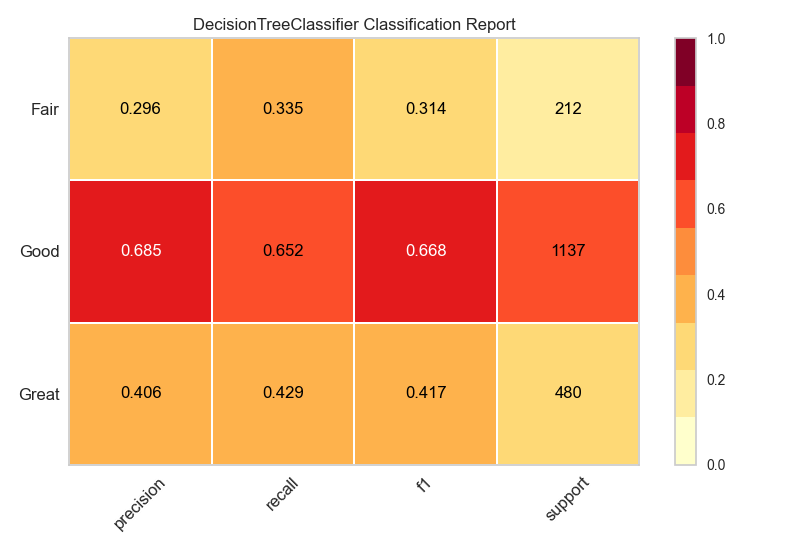 DecisionTreeClassifier Classification Report
Fair 0.296 0.335 0.314 212
Good 0.685 0.652 0.668 1137
Great 0.406 0.429 0.417 480
precision recall f1 support
1.0
0.8
0.6
0.4
0.2
0.0